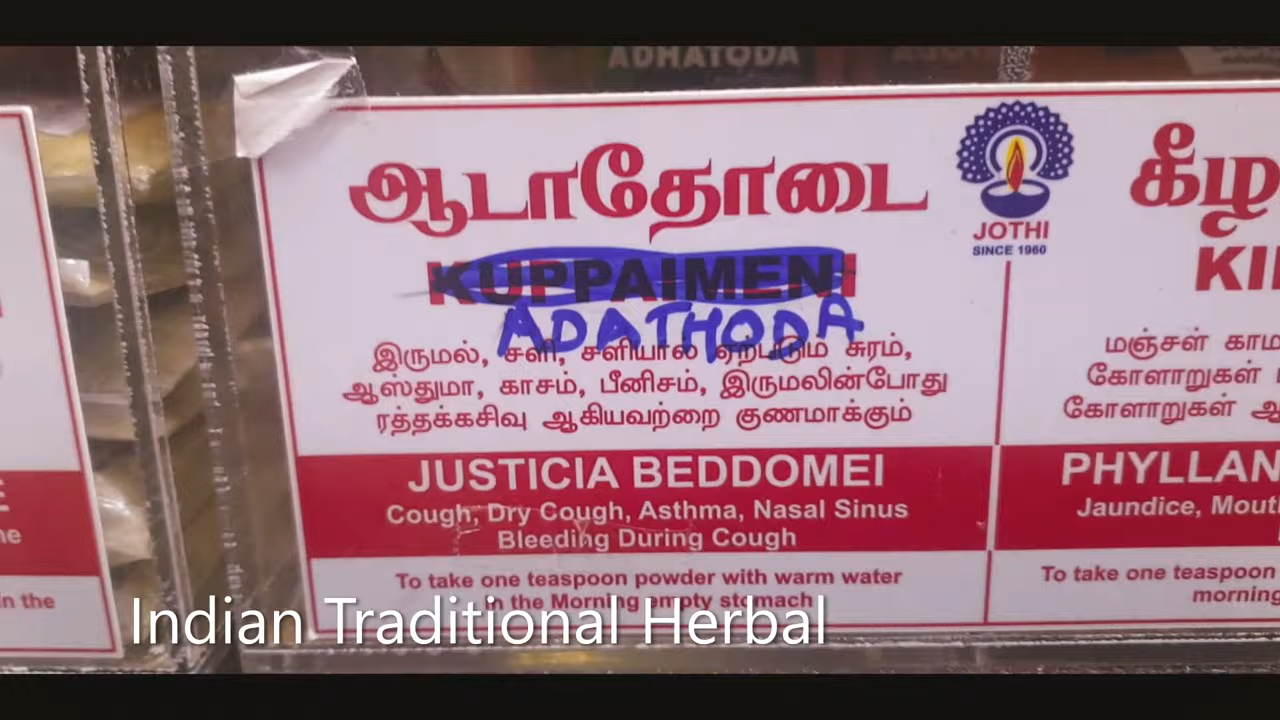 ADHATODA
ஆடாதோடை
KUPPAIMENI
ADATHODA
இருமல், சளி, சளியால் ஏற்படும் சுரம்,
ஆஸ்துமா, காசம், பீனிசம், இருமலின்போது
ரத்தக்கசிவு ஆகியவற்றை குணமாக்கும்
JUSTICIA BEDDOMEI
Cough, Dry Cough, Asthma, Nasal Sinus
Bleeding During Cough
To take one teaspoon powder with warm water
in the Morning empty stomach
JOTHI
SINCE 1960
கீழ
KI
மஞ்சள் காம
கோளாறுகள்
கோளாறுகள் ஆ
PHYLLAN
Jaundice, Mout
To take one teaspoon
morning
in the
Indian Traditional Herbal